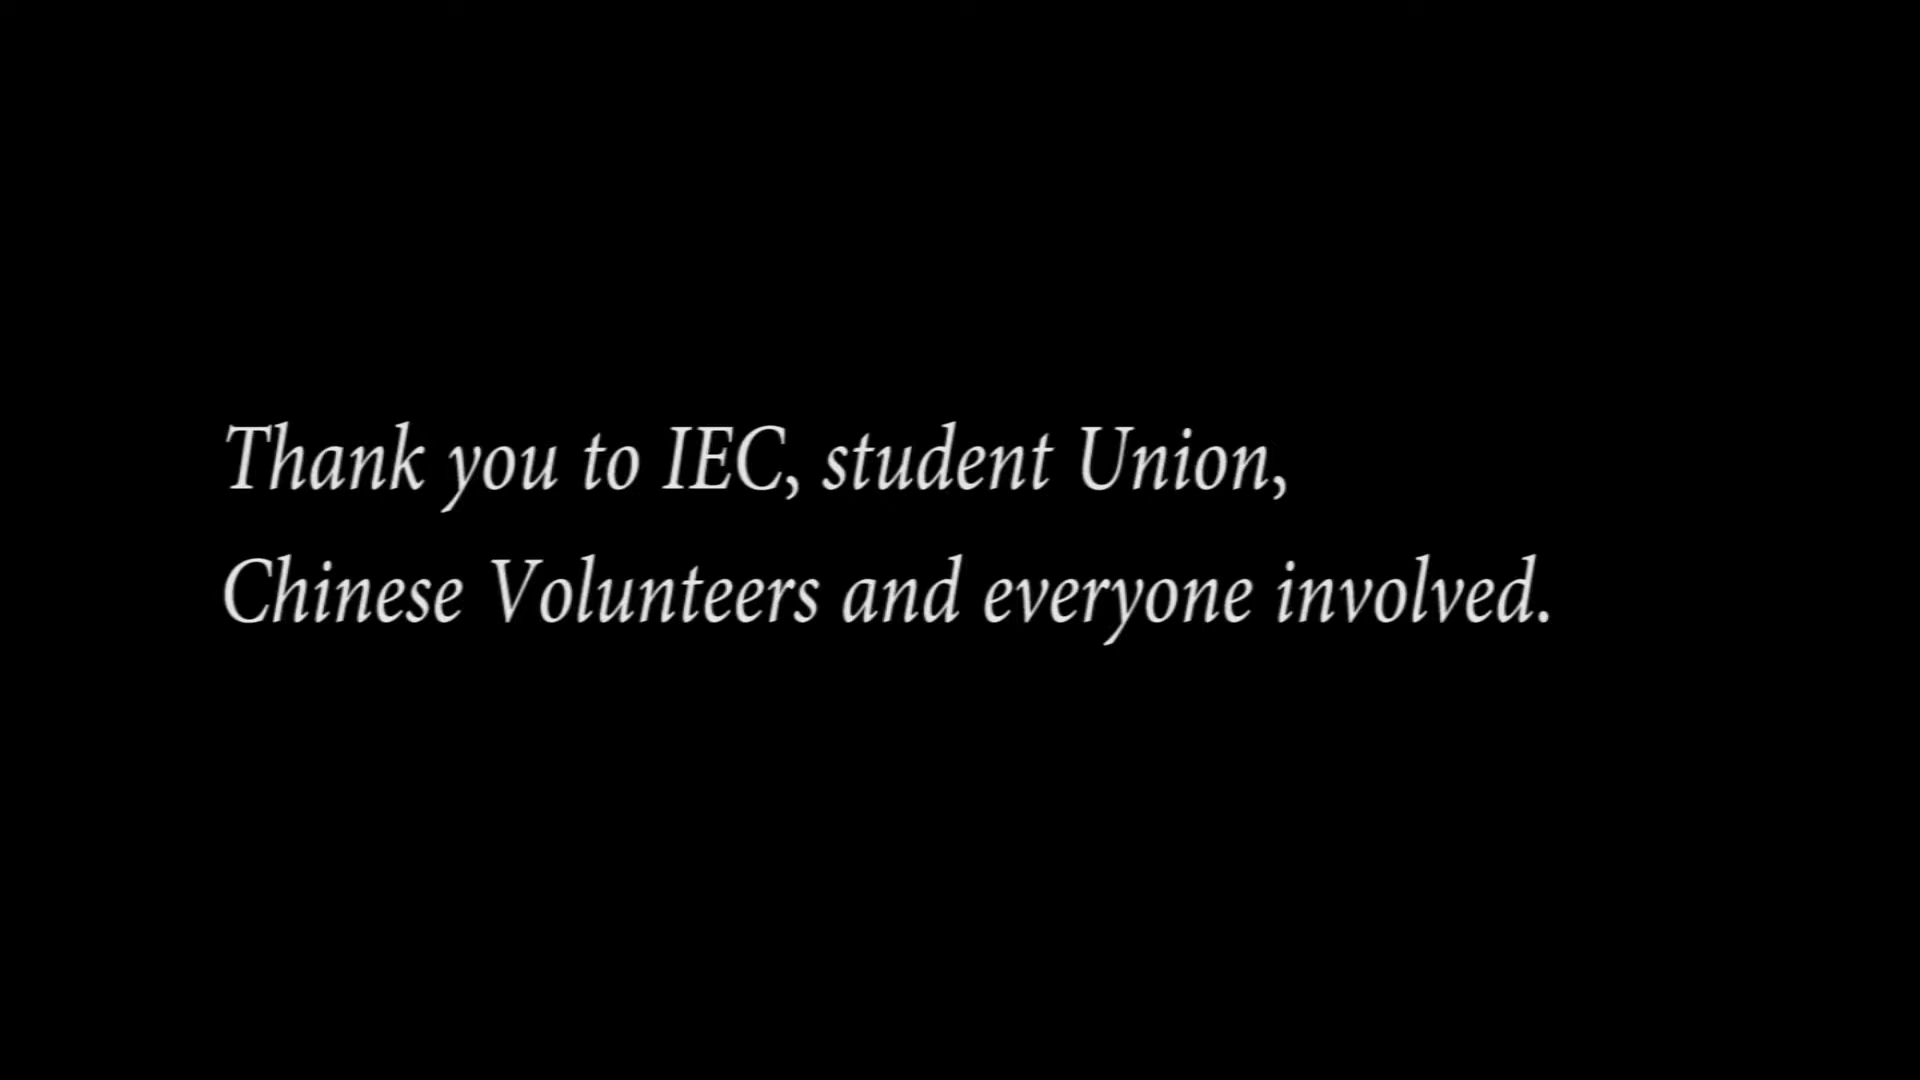 Thank you to IEC, student Union,
Chinese Volunteers and everyone involved.